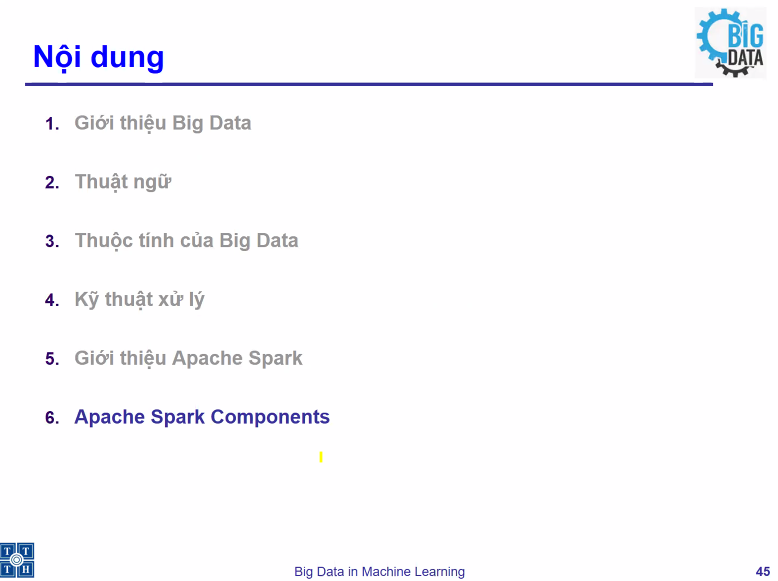 Nội dung
BIG
DATA
1. Giới thiệu Big Data
2. Thuật ngữ
3. Thuộc tính của Big Data
4. Kỹ thuật xử lý
5. Giới thiệu Apache Spark
6. Apache Spark Components
T T
T H
Big Data in Machine Learning
45